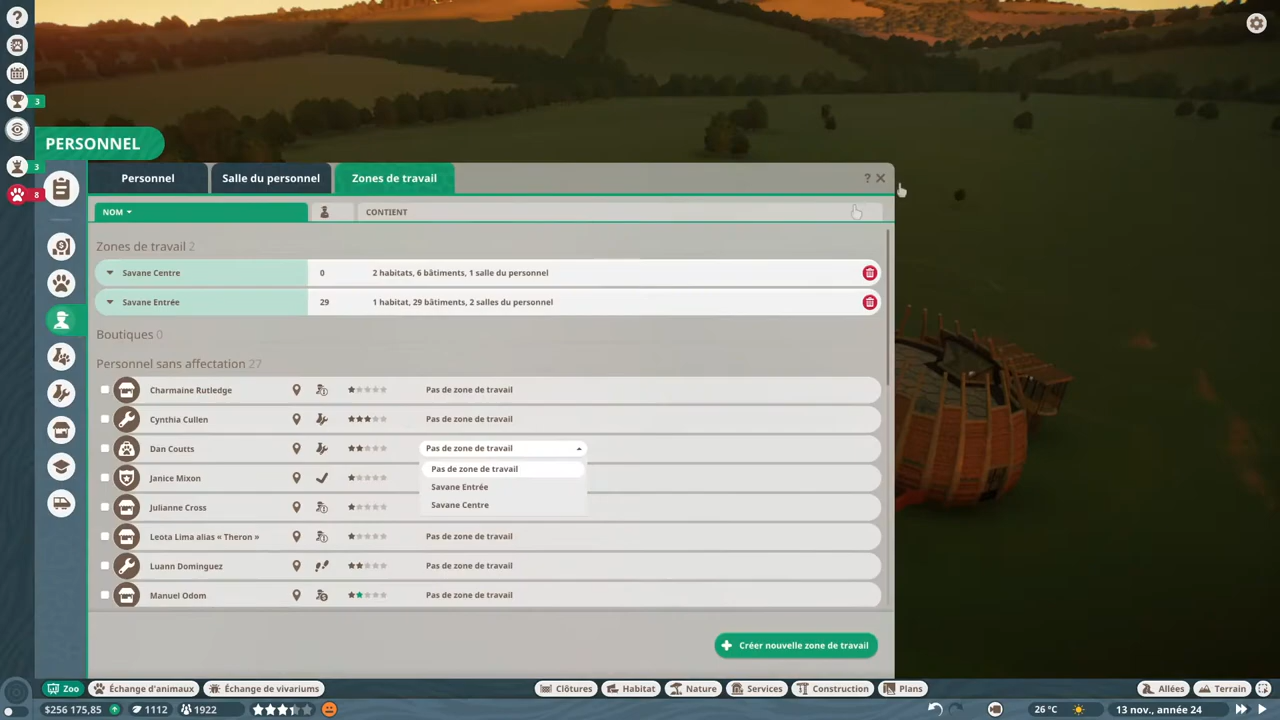 ?
3
PERSONNEL
3
8
Personnel
Salle du personnel
Zones de travail
?
NOM
CONTIENT
Zones de travail 2
Savane Centre
0
2 habitats, 6 bâtiments, 1 salle du personnel
Savane Entrée
29
1 habitat, 29 bâtiments, 2 salles du personnel
Boutiques 0
Personnel sans affectation 27
Charmaine Rutledge
Pas de zone de travail
Cynthia Cullen
Pas de zone de travail
Dan Coutts
Pas de zone de travail
Pas de zone de travail
Janice Mixon
Savane Entrée
Julianne Cross
Savane Centre
Leota Lima alias « Theron »
Pas de zone de travail
Luann Dominguez
Pas de zone de travail
Manuel Odom
Pas de zone de travail
Créer nouvelle zone de travail
Zoo
Échange d'animaux
Échange de vivariums
Clôtures
Habitat
Nature
Services
Construction
Plans
Allées
Terrain
$256 175,85
1112
1922
26 °C
13 nov., année 24